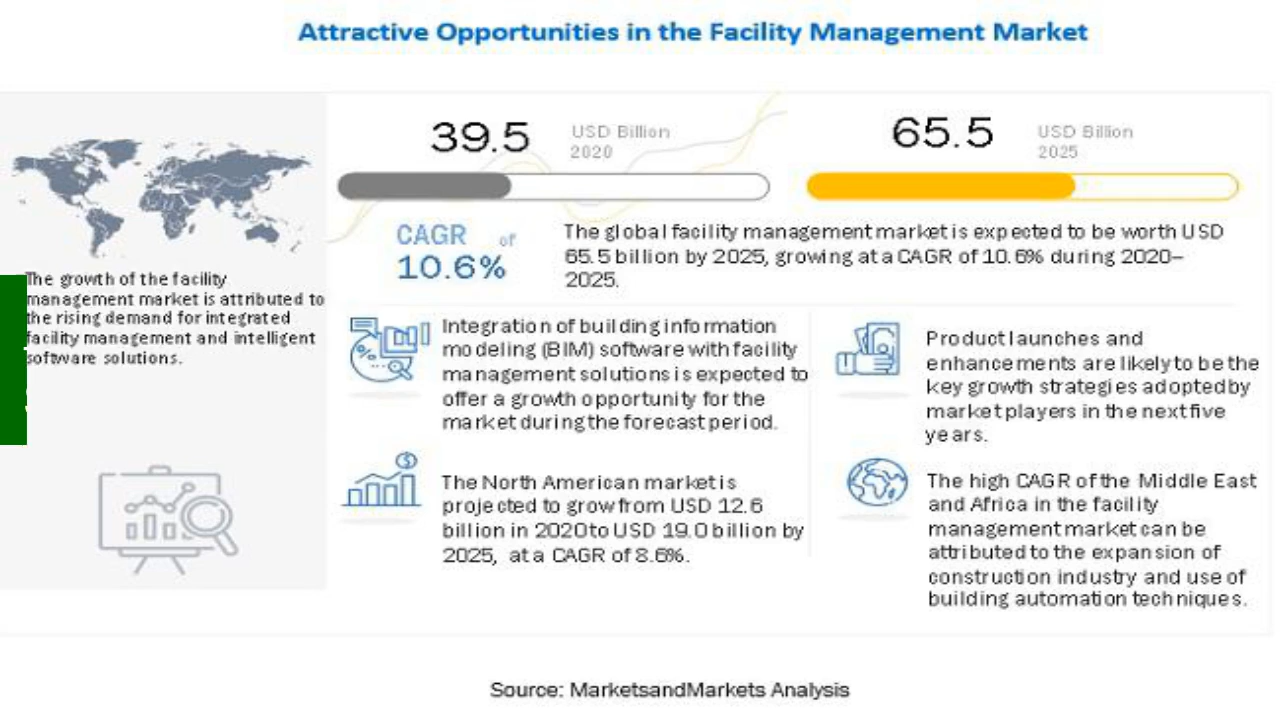 Attractive Opportunities in the Facility Management Market
39.5
USD Billion
2020
65.5
USD Billion
2025
CAGR of
10.6%
The global facility management market is expected to be worth USD
65.5 billion by 2025, growing at a CAGR of 10.6% during 2020–
2025.
The growth of the facility
management market is attributed to
the rising demand for integrated
facility management and intelligent
software solutions.
Integration of building information
modeling (BIM) software with facility
management solutions is expected to
offer a growth opportunity for the
market during the forecast period.
Product launches and
enhancements are likely to be the
key growth strategies adopted by
market players in the next five
years.
The North American market is
projected to grow from USD 12.6
billion in 2020 to USD 19.0 billion by
2025, at a CAGR of 8.6%.
The high CAGR of the Middle East
and Africa in the facility
management market can be
attributed to the expansion of
construction industry and use of
building automation techniques.
Source: MarketsandMarkets Analysis